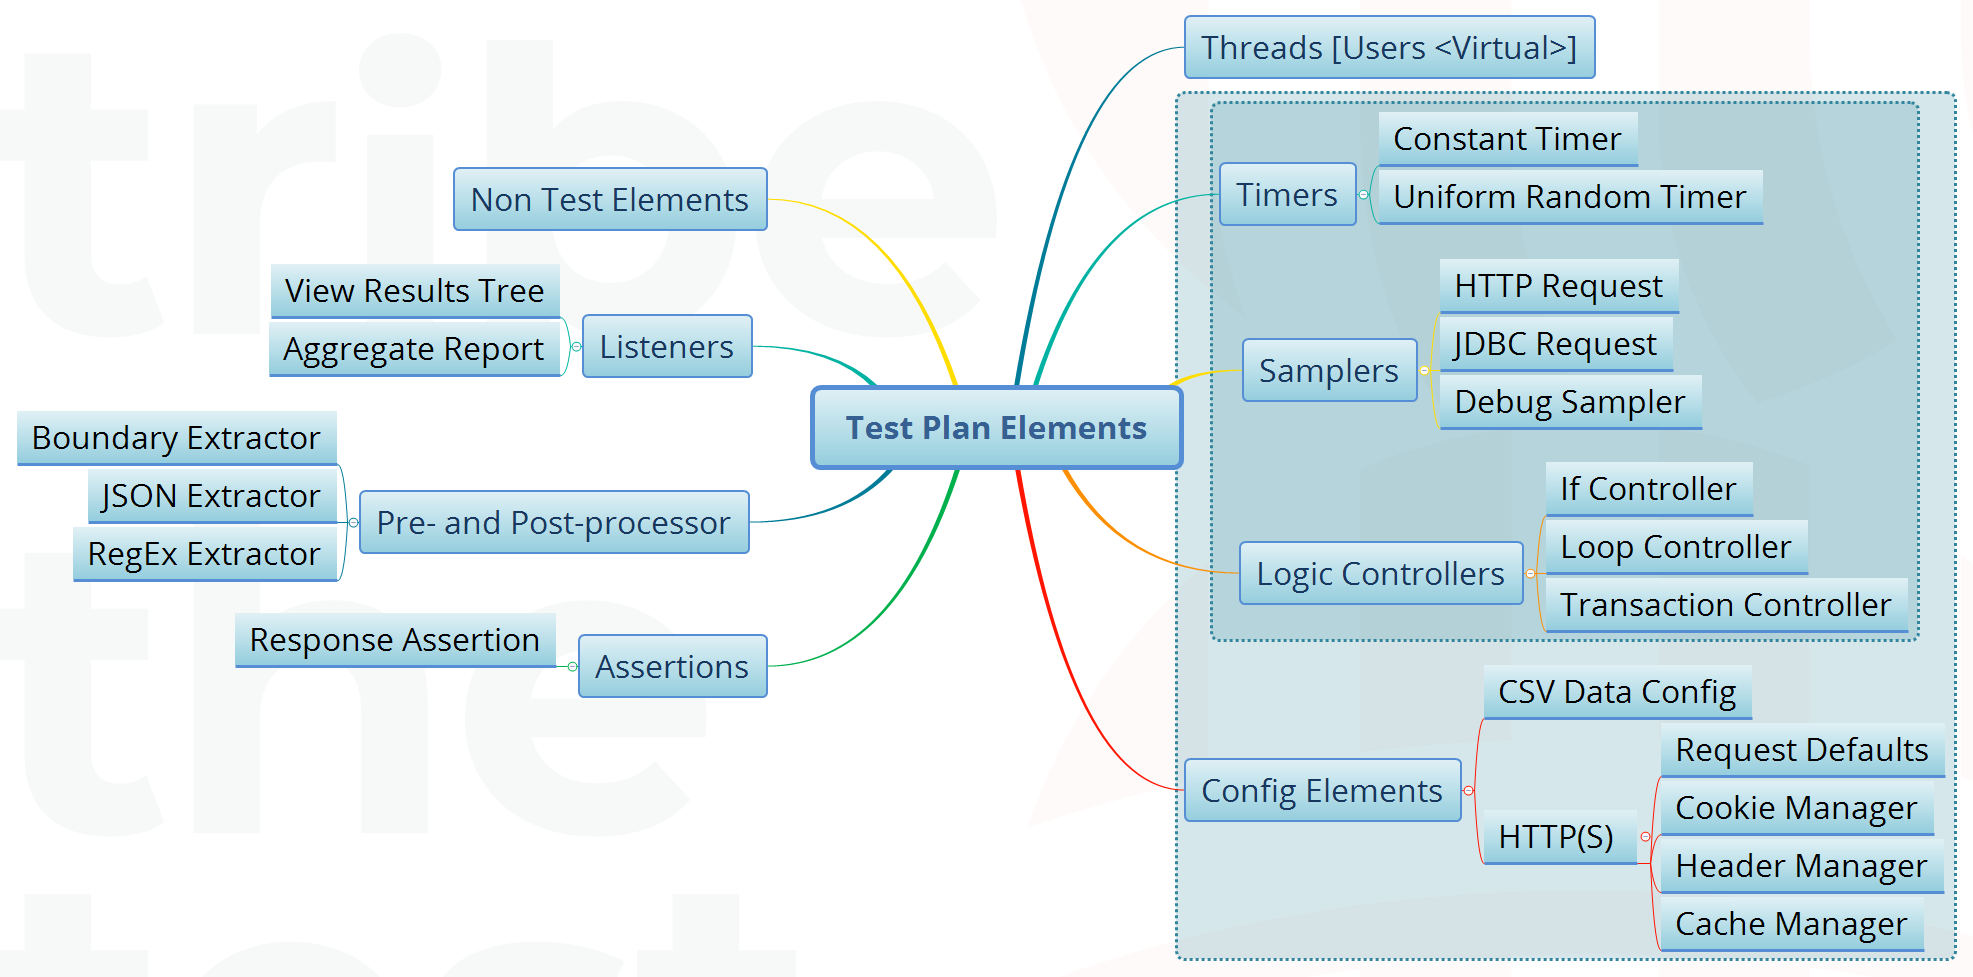 Test Plan Elements
Threads [Users <Virtual>]
Timers
Constant Timer
Uniform Random Timer
Samplers
HTTP Request
JDBC Request
Debug Sampler
Logic Controllers
If Controller
Loop Controller
Transaction Controller
Config Elements
CSV Data Config
HTTP(S)
Request Defaults
Cookie Manager
Header Manager
Cache Manager
Non Test Elements
Listeners
View Results Tree
Aggregate Report
Pre- and Post-processor
Boundary Extractor
JSON Extractor
RegEx Extractor
Assertions
Response Assertion
tribe
the
test